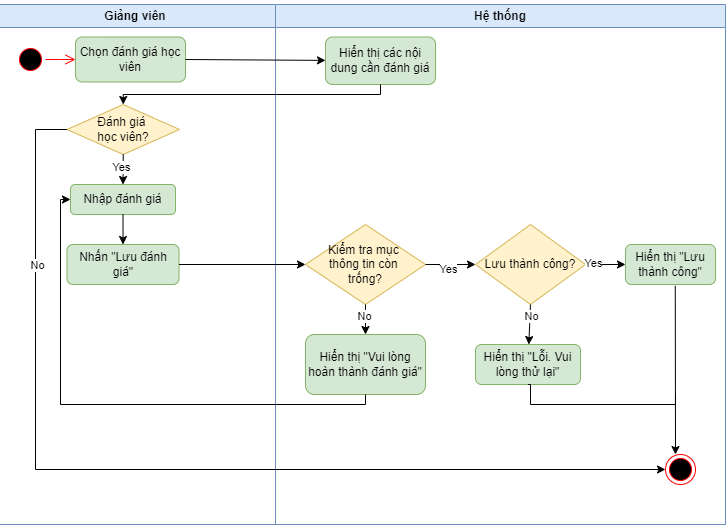 Giảng viên
Hệ thống
Chọn đánh giá học
viên
Hiển thị các nội
dung cần đánh giá
Đánh giá
học viên?
Yes
No
Nhập đánh giá
Nhấn "Lưu đánh
giá"
Kiểm tra mục
thông tin còn
trống?
Yes
No
Lưu thành công?
Yes
No
Hiển thị "Lưu
thành công"
Hiển thị "Vui lòng
hoàn thành đánh giá"
Hiển thị "Lỗi. Vui
lòng thử lại"